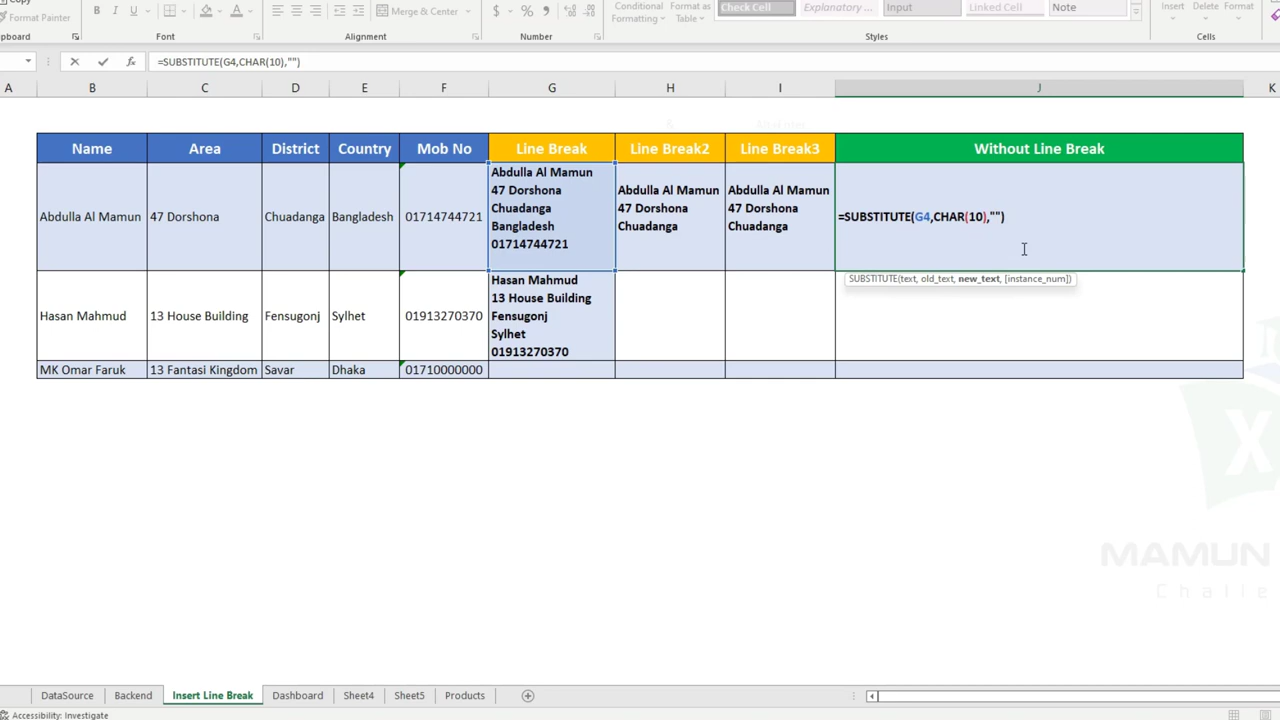 Copy
Format Painter
B I U
Merge & Center
$ % 9
Conditional
Formatting
Format as
Table
Check Cell
Explanatory ...
Input
Linked Cell
Note
Insert Delete Format
Font
Alignment
Number
Styles
Cells
fx =SUBSTITUTE(G4,CHAR(10),"")
A B C D E F G H I J K
Name Area District Country Mob No Line Break Line Break2 Line Break3 Without Line Break
Abdulla Al Mamun 47 Dorshona Chuadanga Bangladesh 01714744721
Abdulla Al Mamun
47 Dorshona
Chuadanga
Bangladesh
01714744721
Abdulla Al Mamun
47 Dorshona
Chuadanga
Abdulla Al Mamun
47 Dorshona
Chuadanga
=SUBSTITUTE(G4,CHAR(10),"")
SUBSTITUTE(text, old_text, new_text, [instance_num])
Hasan Mahmud 13 House Building Fensugonj Sylhet 01913270370
Hasan Mahmud
13 House Building
Fensugonj
Sylhet
01913270370
MK Omar Faruk 13 Fantasi Kingdom Savar Dhaka 01710000000
X
MAMUN
Challe
DataSource Backend Insert Line Break Dashboard Sheet4 Sheet5 Products
Accessibility: Investigate